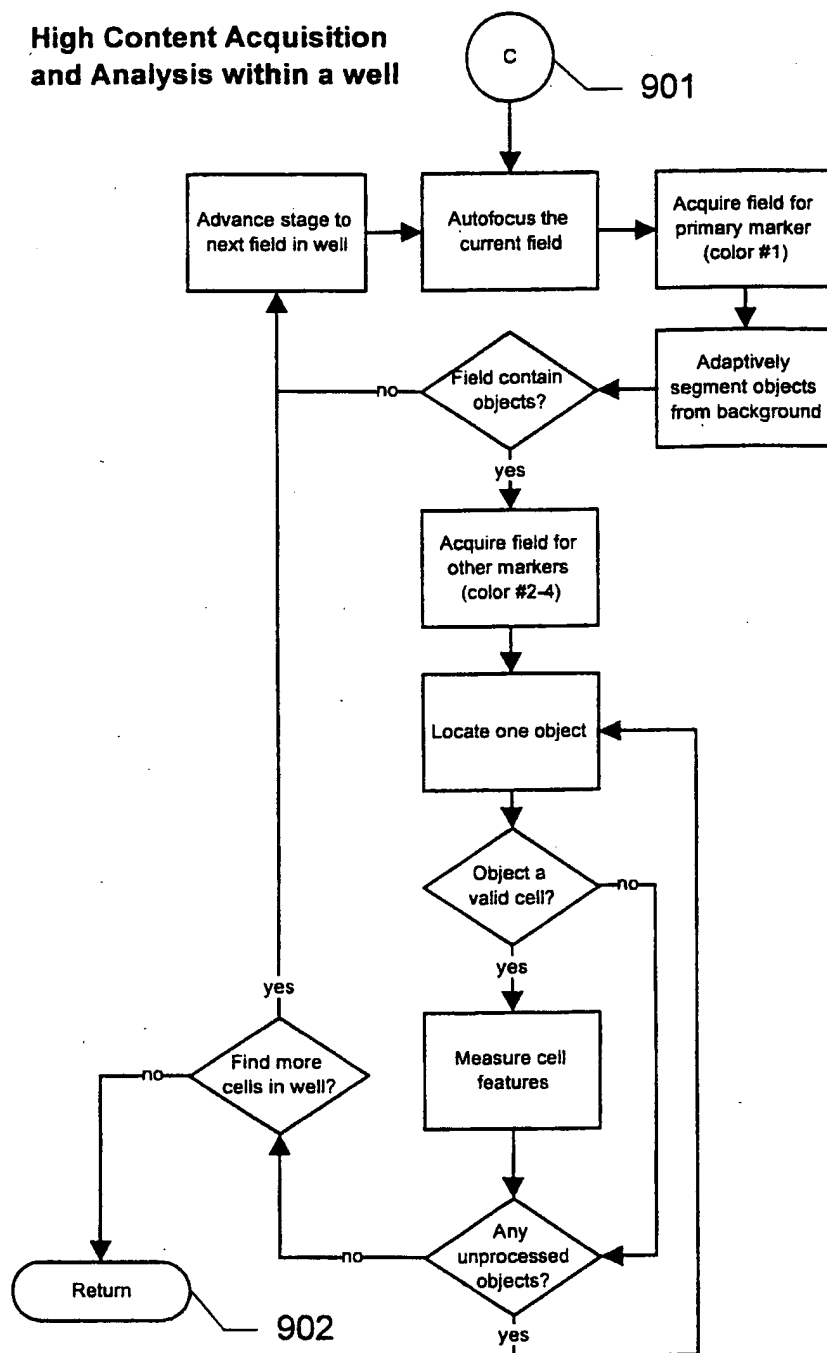 High Content Acquisition
and Analysis within a well
C
901
Advance stage to
next field in well
Autofocus the
current field
Acquire field for
primary marker
(color #1)
Adaptively
segment objects
from background
Field contain
objects?
no
yes
Acquire field for
other markers
(color #2-4)
Locate one object
Object a
valid cell?
no
yes
Measure cell
features
yes
Find more
cells in well?
no
Any
unprocessed
objects?
no
yes
Return
902